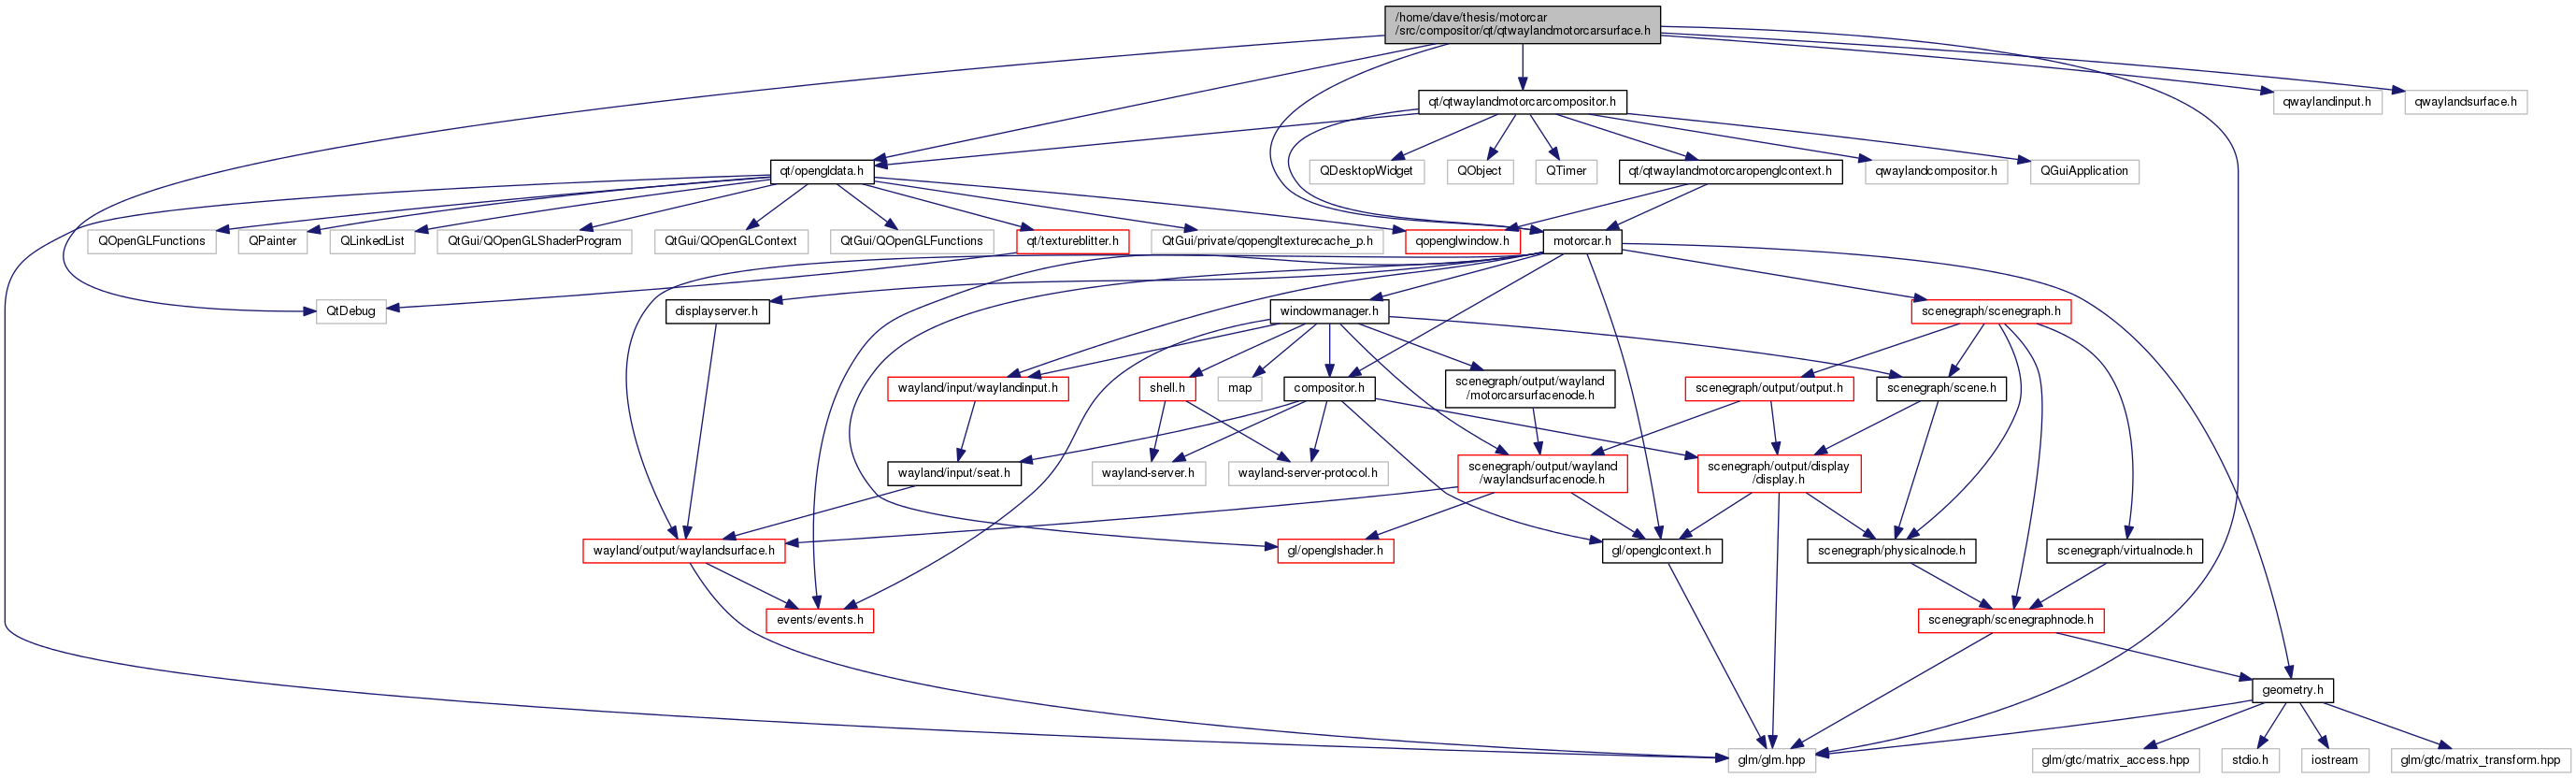 /home/dave/thesis/motorcar
/src/compositor/qt/qtwaylandmotorcarsurface.h
qt/qtwaylandmotorcarcompositor.h
qwaylandinput.h
qwaylandsurface.h
qt/opengldata.h
QDesktopWidget
QObject
QTimer
qt/qtwaylandmotorcaropenglcontext.h
qwaylandcompositor.h
QGuiApplication
QOpenGLFunctions
QPainter
QLinkedList
QtGui/QOpenGLShaderProgram
QtGui/QOpenGLContext
QtGui/QOpenGLFunctions
qt/textureblitter.h
QtGui/private/qopengltexturecache_p.h
qopenglwindow.h
motorcar.h
QtDebug
displayserver.h
windowmanager.h
scenegraph/scenegraph.h
wayland/input/waylandinput.h
shell.h
map
compositor.h
scenegraph/output/wayland
/motorcarsurfacenode.h
scenegraph/output/output.h
scenegraph/scene.h
wayland/input/seat.h
wayland-server.h
wayland-server-protocol.h
scenegraph/output/wayland
/waylandsurfacenode.h
scenegraph/output/display
/display.h
wayland/output/waylandsurface.h
gl/openglshader.h
gl/openglcontext.h
scenegraph/physicalnode.h
scenegraph/virtualnode.h
events/events.h
scenegraph/scenegraphnode.h
geometry.h
glm/glm.hpp
glm/gtc/matrix_access.hpp
stdio.h
iostream
glm/gtc/matrix_transform.hpp